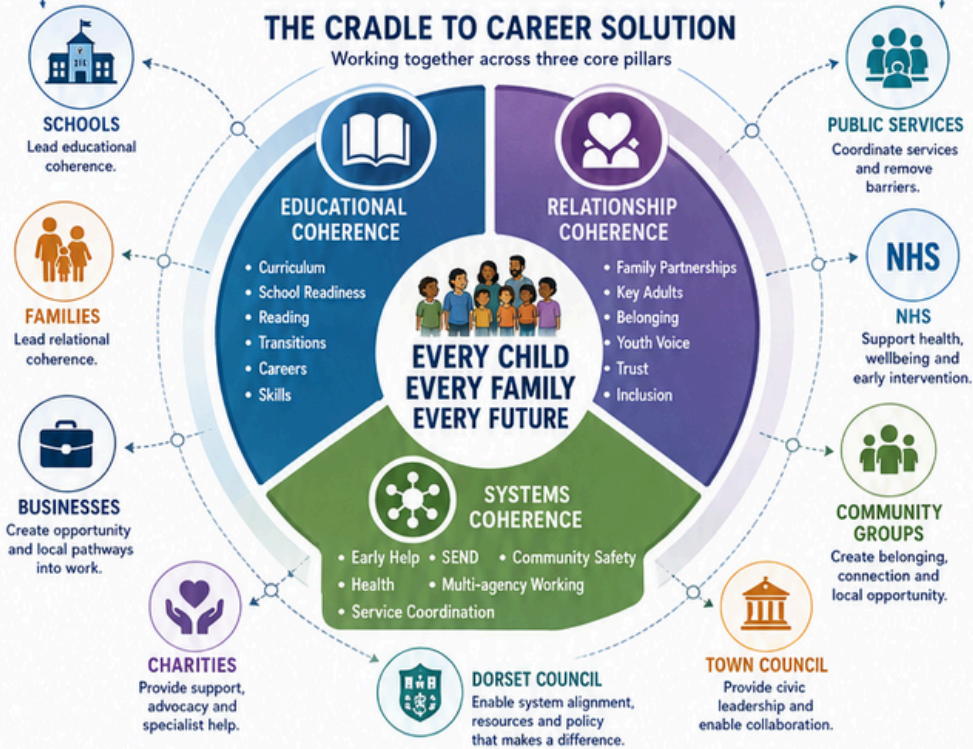 THE CRADLE TO CAREER SOLUTION
Working together across three core pillars
SCHOOLS
Lead educational
coherence.
FAMILIES
Lead relational
coherence.
BUSINESSES
Create opportunity
and local pathways
into work.
CHARITIES
Provide support,
advocacy and
specialist help.
EDUCATIONAL
COHERENCE
• Curriculum
• School Readiness
• Reading
• Transitions
• Careers
• Skills
RELATIONSHIP
COHERENCE
• Family Partnerships
• Key Adults
• Belonging
• Youth Voice
• Trust
• Inclusion
EVERY CHILD
EVERY FAMILY
EVERY FUTURE
SYSTEMS
COHERENCE
• Early Help • SEND • Community Safety
• Health • Multi-agency Working
• Service Coordination
PUBLIC SERVICES
Coordinate services
and remove
barriers.
NHS
NHS
Support health,
wellbeing and
early intervention.
COMMUNITY
GROUPS
Create belonging,
connection and
local opportunity.
TOWN COUNCIL
Provide civic
leadership and
enable collaboration.
DORSET COUNCIL
Enable system alignment,
resources and policy
that makes a difference.